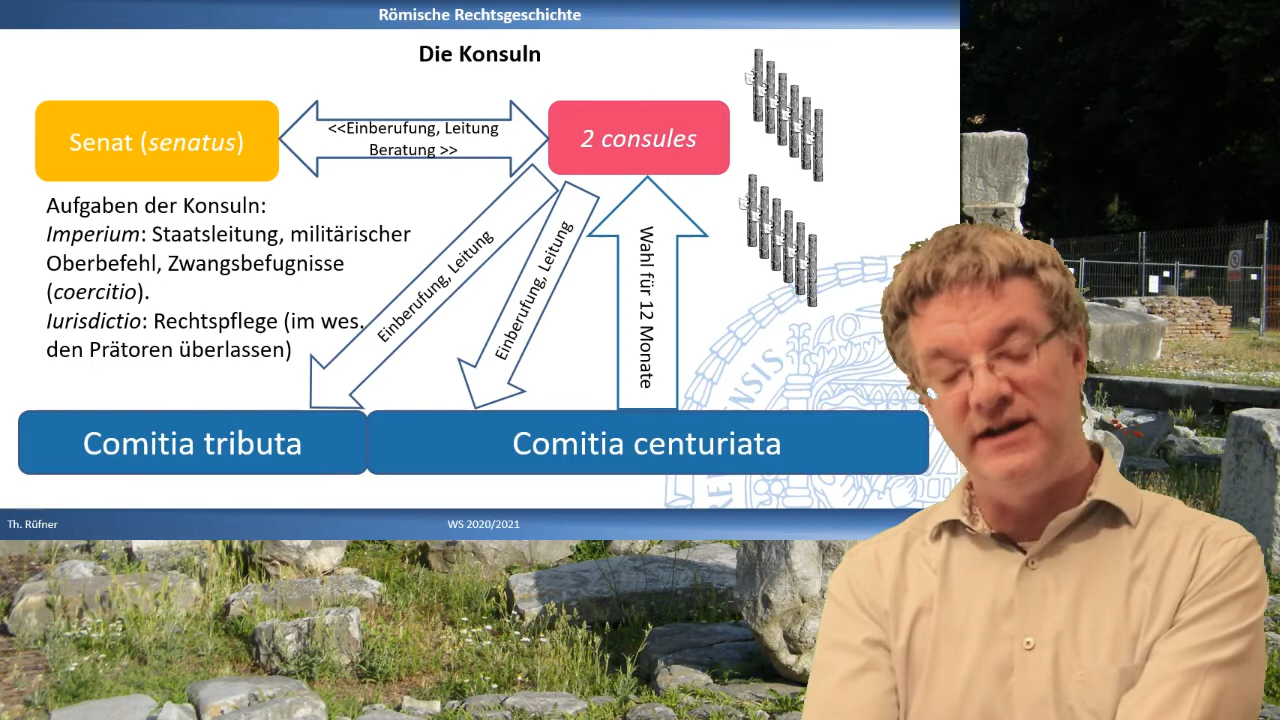 Römische Rechtsgeschichte
Die Konsuln
Senat (senatus)
<<Einberufung, Leitung
Beratung >>
2 consules
Aufgaben der Konsuln:
Imperium: Staatsleitung, militärischer
Oberbefehl, Zwangsbefugnisse
(coercitio).
Iurisdictio: Rechtspflege (im wes.
den Prätoren überlassen)
Einberufung, Leitung
Einberufung, Leitung
Wahl für 12 Monate
Comitia tributa
Comitia centuriata
Th. Rüfner
WS 2020/2021